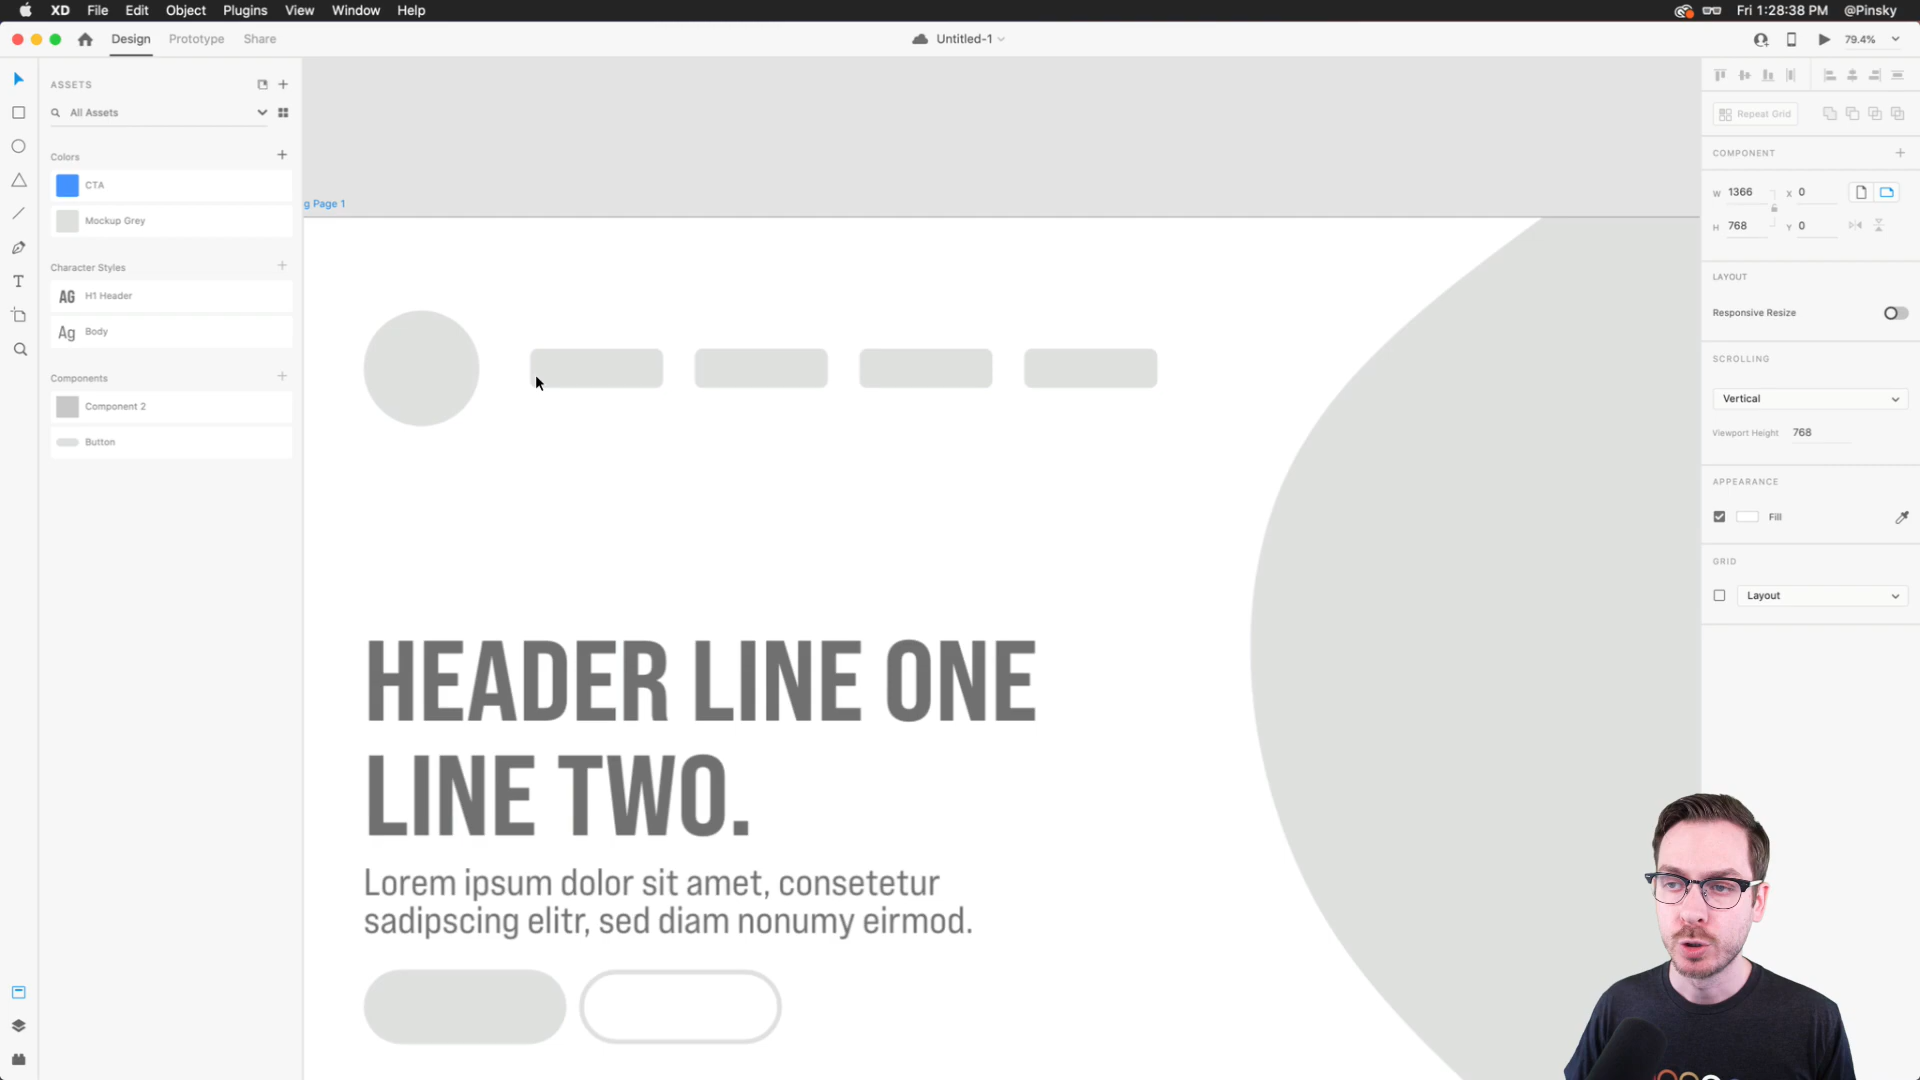 XD File Edit Object Plugins View Window Help Fri 1:28:38 PM @Pinsky
Design Prototype Share Untitled-1 79.4%
ASSETS
All Assets
Colors
CTA
Mockup Grey
Character Styles
AG H1 Header
Ag Body
Components
Component 2
Button
g Page 1
HEADER LINE ONE
LINE TWO.
Lorem ipsum dolor sit amet, consetetur
sadipscing elitr, sed diam nonumy eirmod.
Repeat Grid
COMPONENT
W 1366 X 0
H 768 Y 0
LAYOUT
Responsive Resize
SCROLLING
Vertical
Viewport Height 768
APPEARANCE
Fill
GRID
Layout